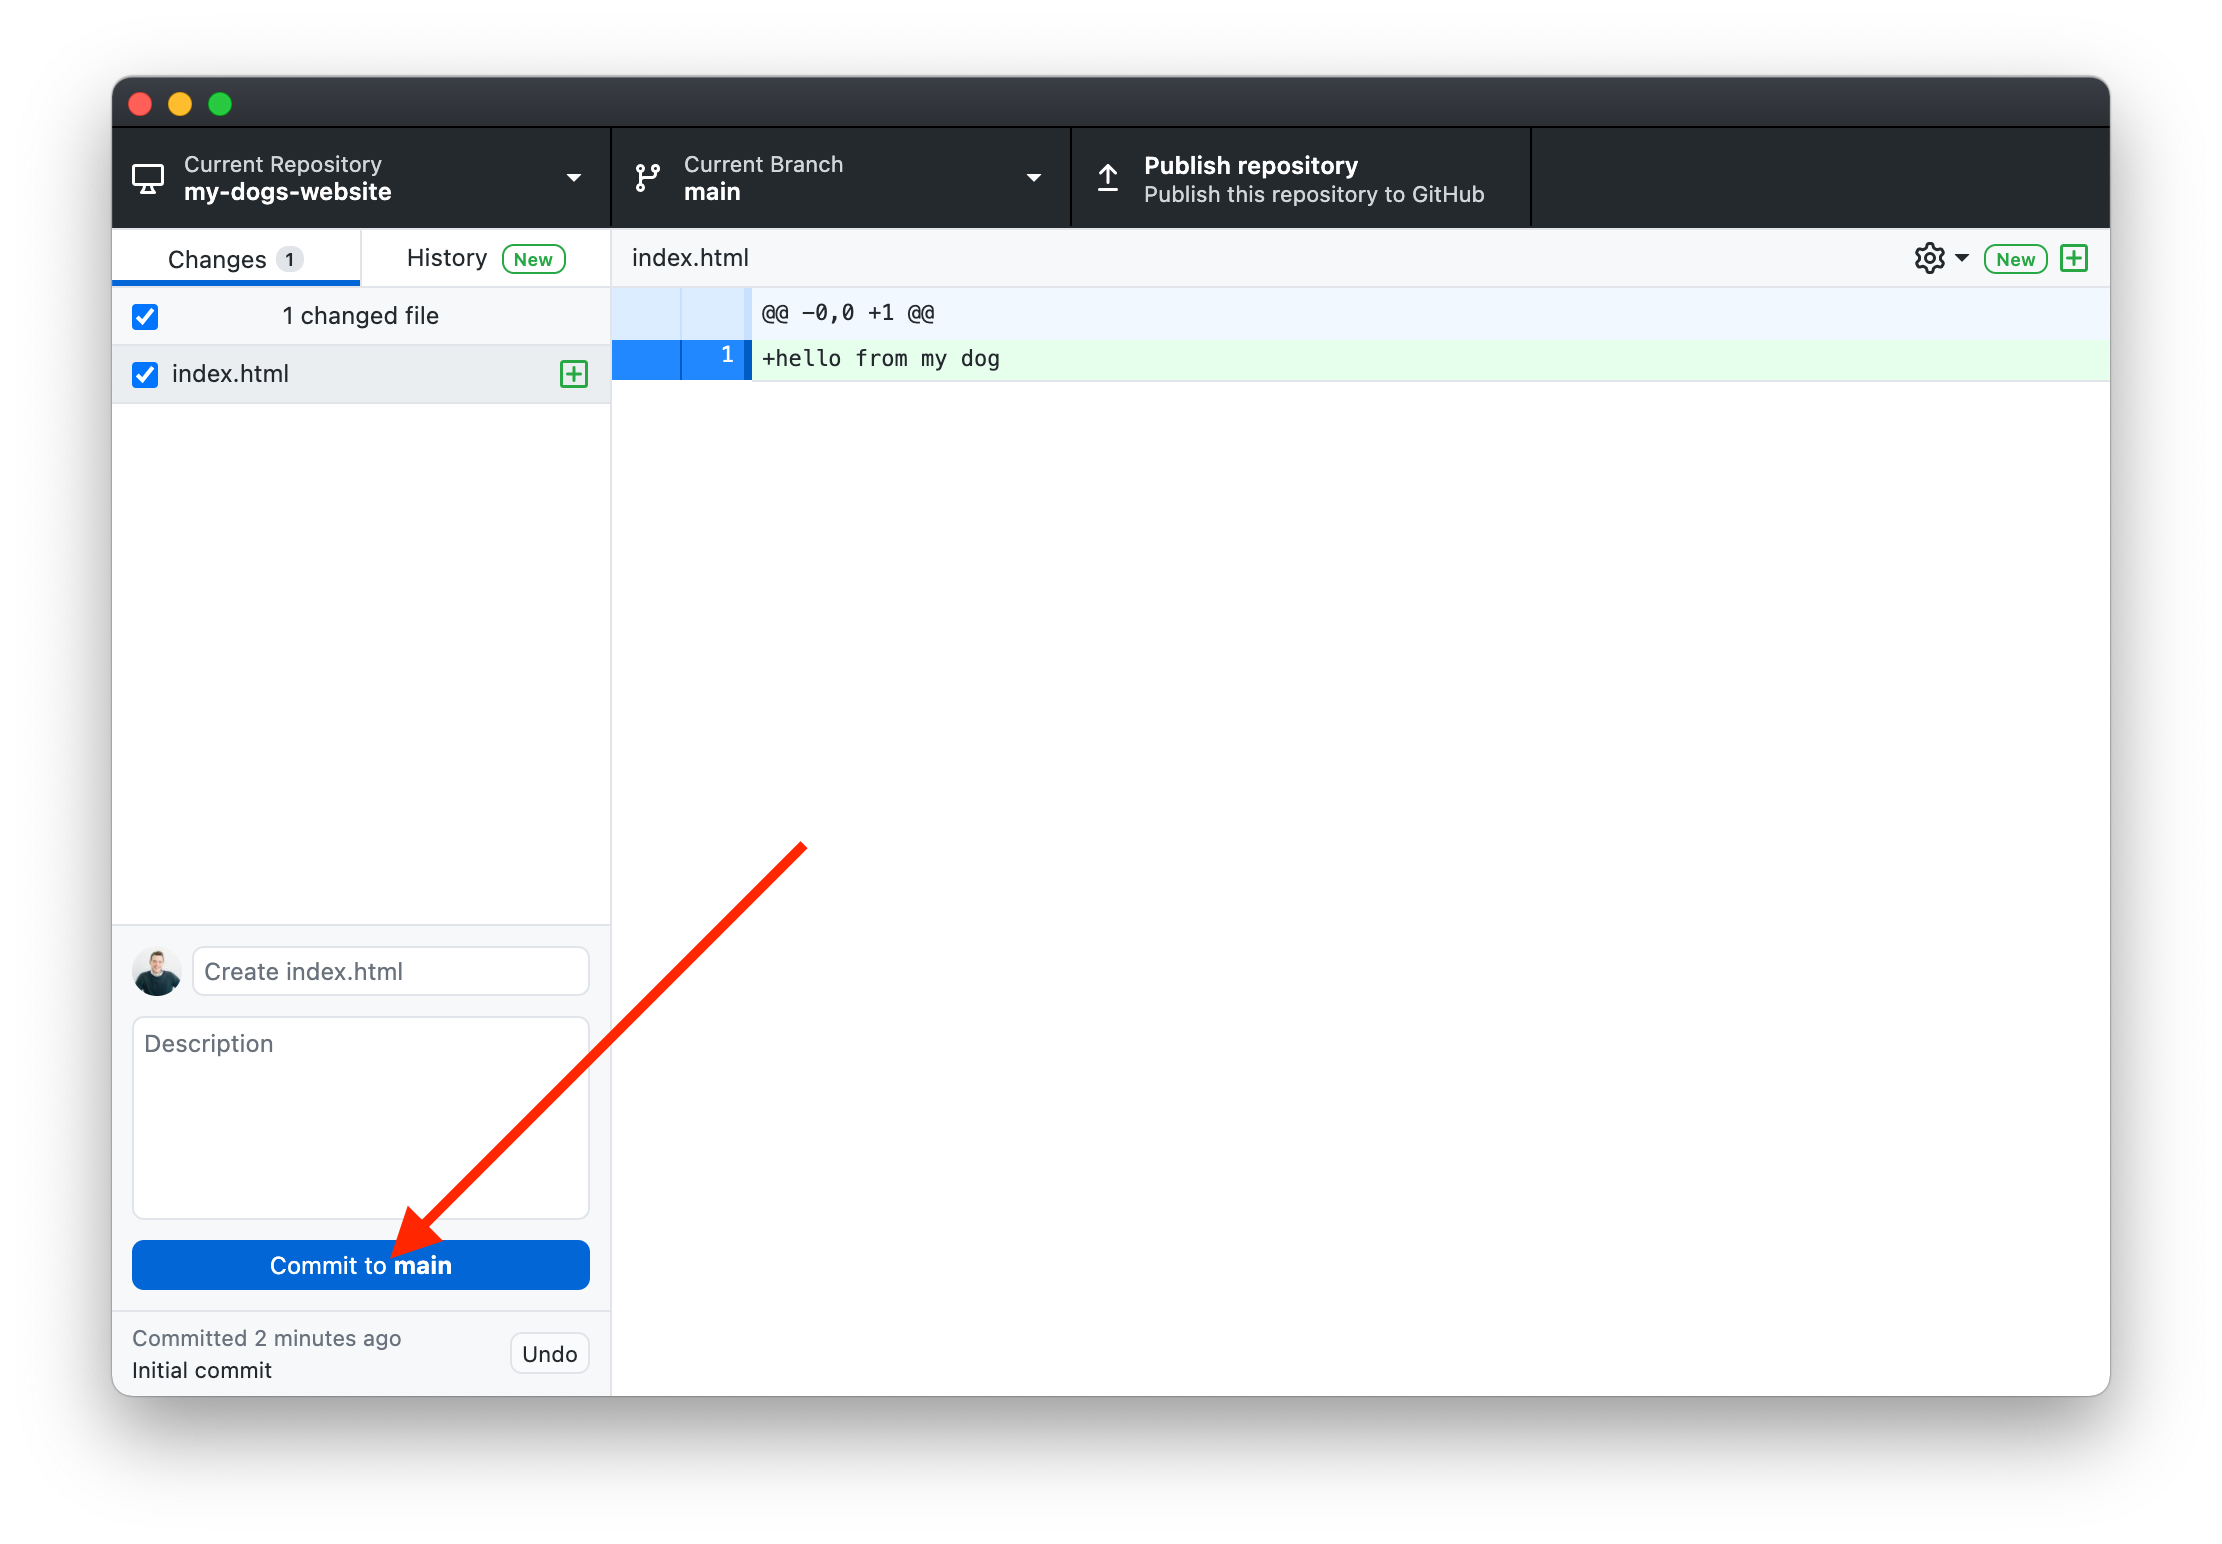 Current Repository
my-dogs-website
Current Branch
main
Publish repository
Publish this repository to GitHub
Changes 1
History New
index.html
New
1 changed file
index.html
@@ -0,0 +1 @@
1 +hello from my dog
Create index.html
Description
Commit to main
Committed 2 minutes ago
Initial commit
Undo